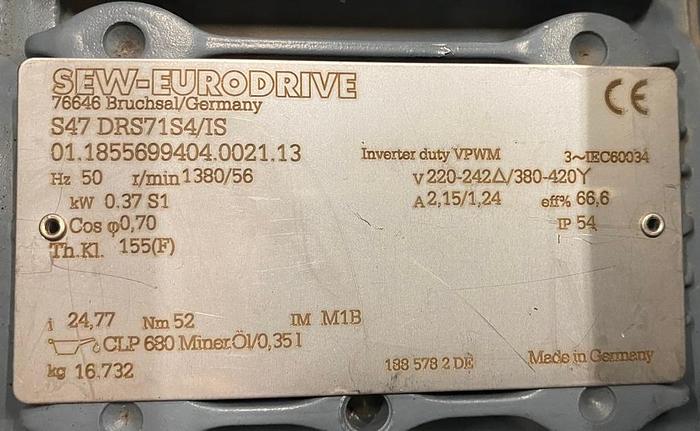 SEW-EURODRIVE
CE
76646 Bruchsal/Germany
S47 DRS71S4/IS
01.1855699404.0021.13 Inverter duty VPWM 3~IEC60034
Hz 50 r/min 1380/56 V 220-242Δ/380-420Y
kW 0.37 S1 A 2,15/1,24 eff% 66,6
Cos φ 0,70 IP 54
Th.Kl. 155(F)
i 24,77 Nm 52 IM M1B
CLP 680 Miner.Öl/0,35 l
kg 16.732 188 578 2 DE Made in Germany